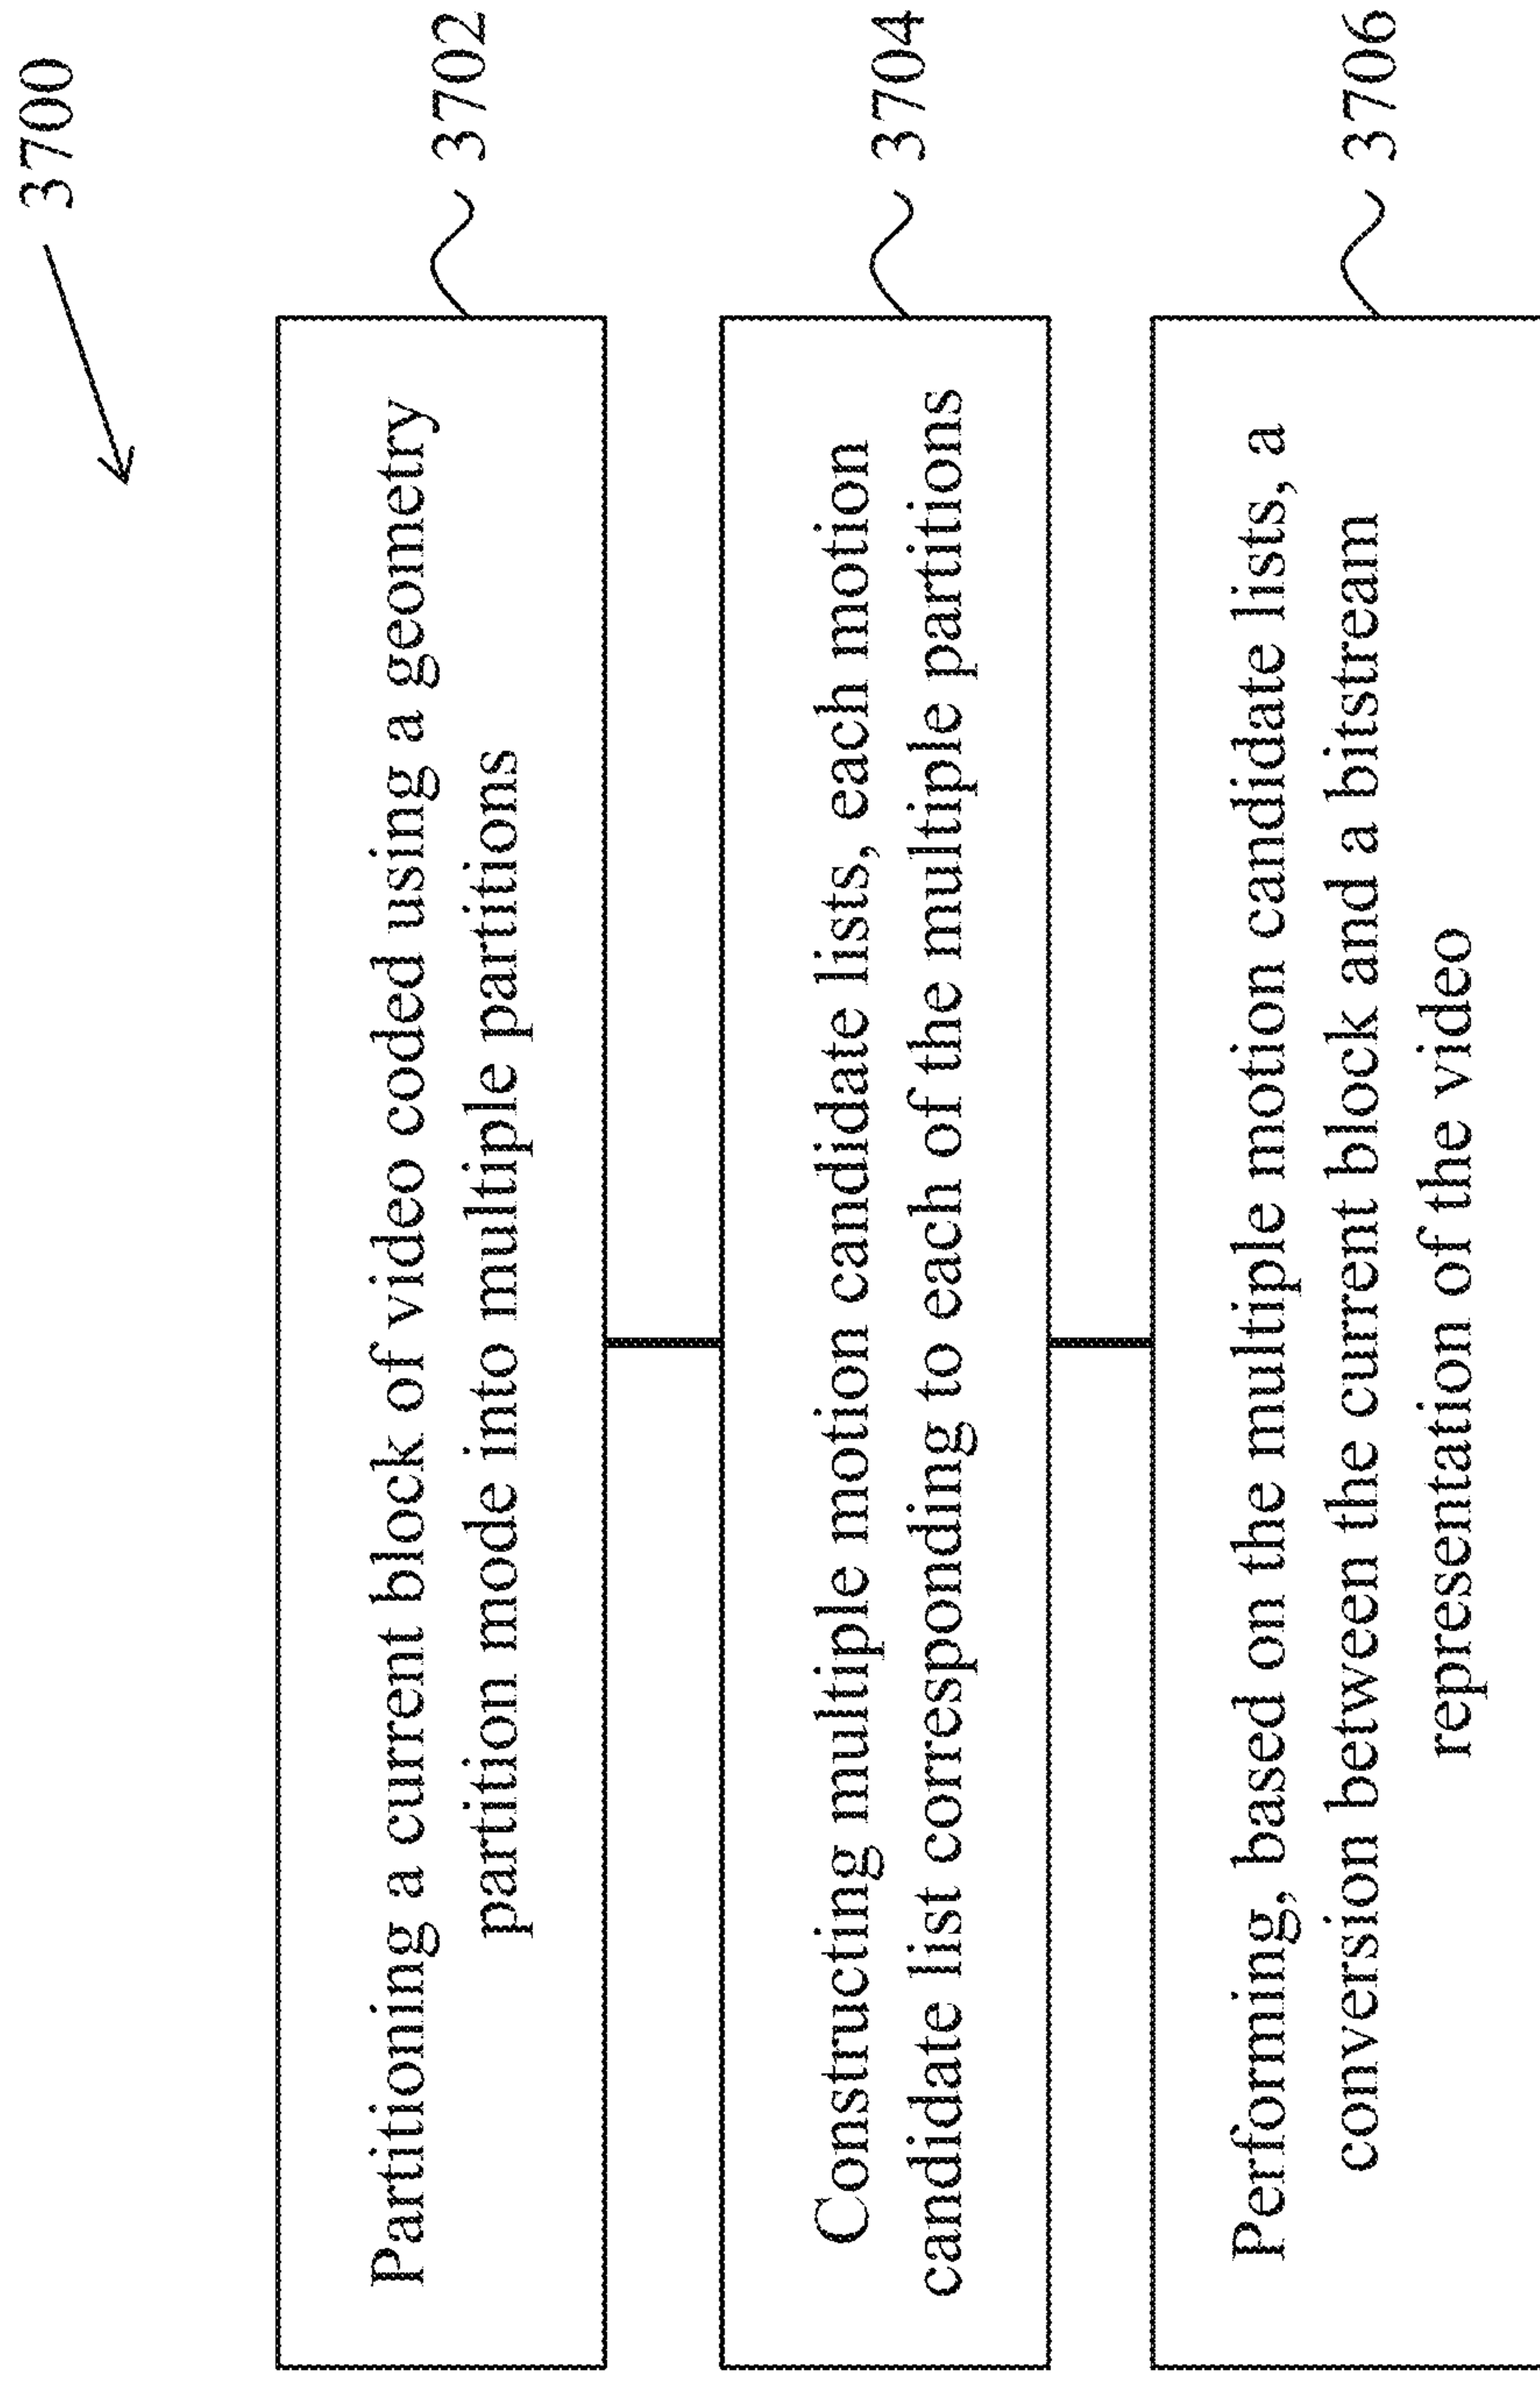 3700
Partitioning a current block of video coded using a geometry
partition mode into multiple partitions
3702
Constructing multiple motion candidate lists, each motion
candidate list corresponding to each of the multiple partitions
3704
Performing, based on the multiple motion candidate lists, a
conversion between the current block and a bitstream
representation of the video
3706